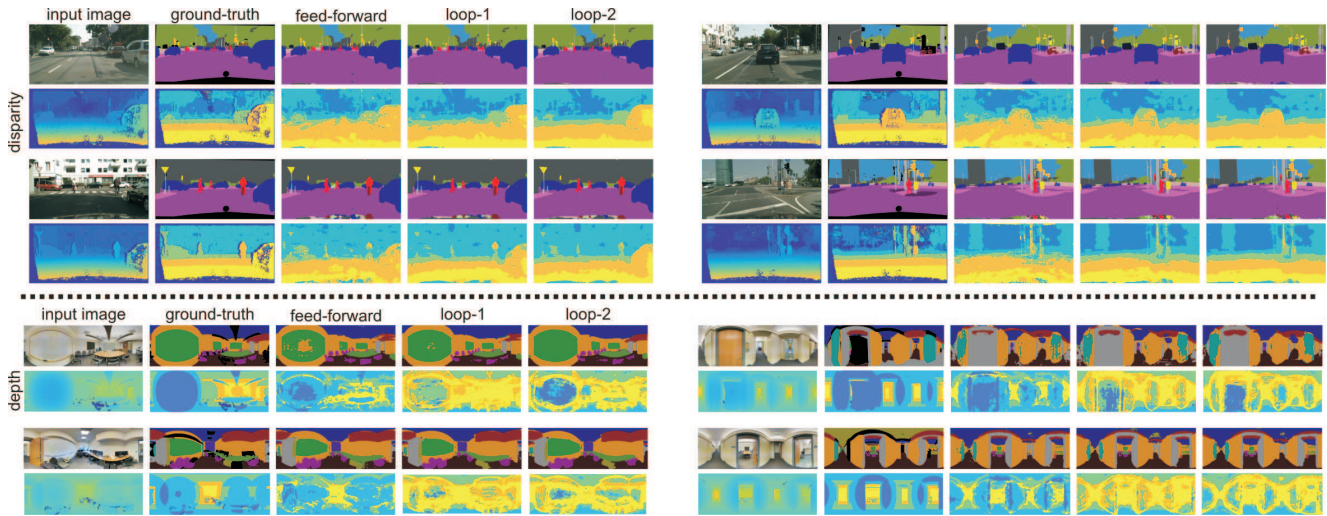 input image ground-truth feed-forward loop-1 loop-2
disparity
input image ground-truth feed-forward loop-1 loop-2
depth